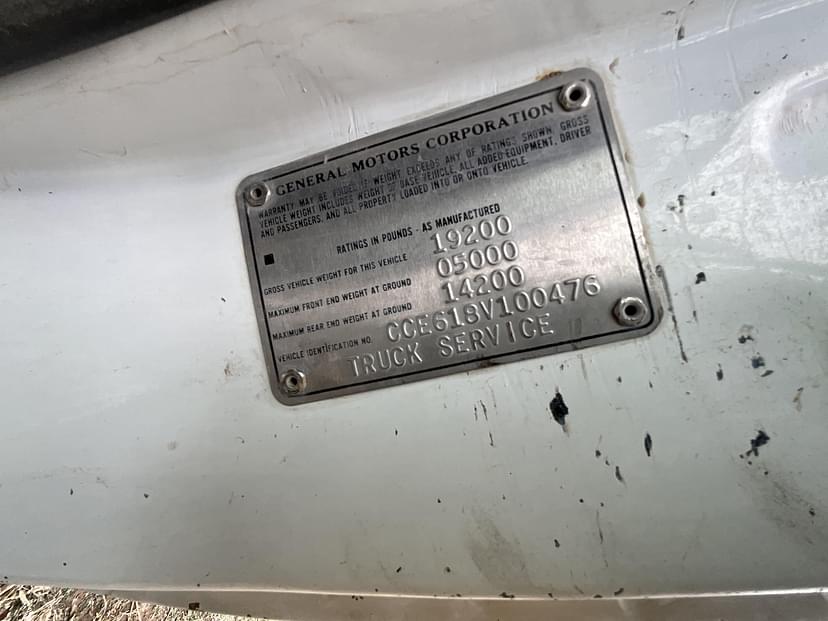 GENERAL MOTORS CORPORATION
WARRANTY MAY BE VOIDED IF WEIGHT EXCEEDS ANY OF RATINGS SHOWN. GROSS
VEHICLE WEIGHT INCLUDES WEIGHT OF BASE VEHICLE, ALL ADDED EQUIPMENT, DRIVER
AND PASSENGERS, AND ALL PROPERTY LOADED INTO OR ONTO VEHICLE.
RATINGS IN POUNDS - AS MANUFACTURED
GROSS VEHICLE WEIGHT FOR THIS VEHICLE 19200
MAXIMUM FRONT END WEIGHT AT GROUND 05000
MAXIMUM REAR END WEIGHT AT GROUND 14200
VEHICLE IDENTIFICATION NO. CCE618V100476
TRUCK SERVICE